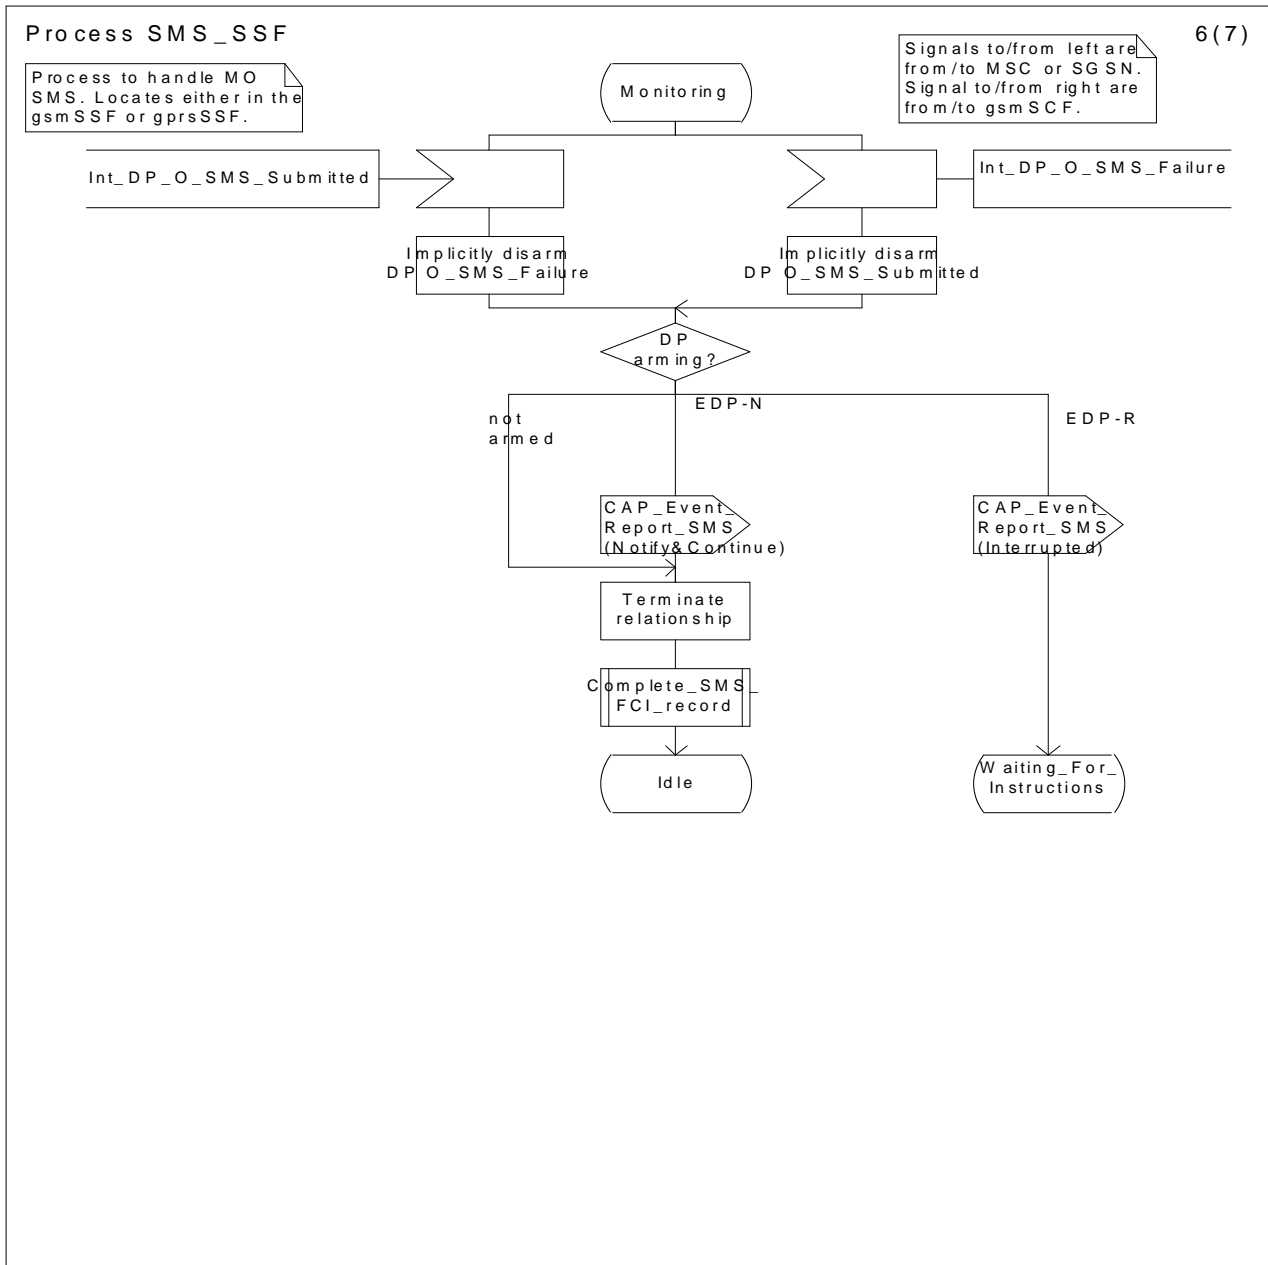 Process SMS_SSF
6(7)
Process to handle MO
SMS. Locates either in the
gsmSSF or gprsSSF.
Signals to/from left are
from/to MSC or SGSN.
Signal to/from right are
from/to gsmSCF.
Monitoring
Int_DP_O_SMS_Submitted
Int_DP_O_SMS_Failure
Implicitly disarm
DP O_SMS_Failure
Implicitly disarm
DP O_SMS_Submitted
DP
arming?
not
armed
EDP-N
EDP-R
CAP_Event_
Report_SMS
(Notify&Continue)
CAP_Event_
Report_SMS
(Interrupted)
Terminate
relationship
Complete_SMS_
FCI_record
Idle
Waiting_For_
Instructions